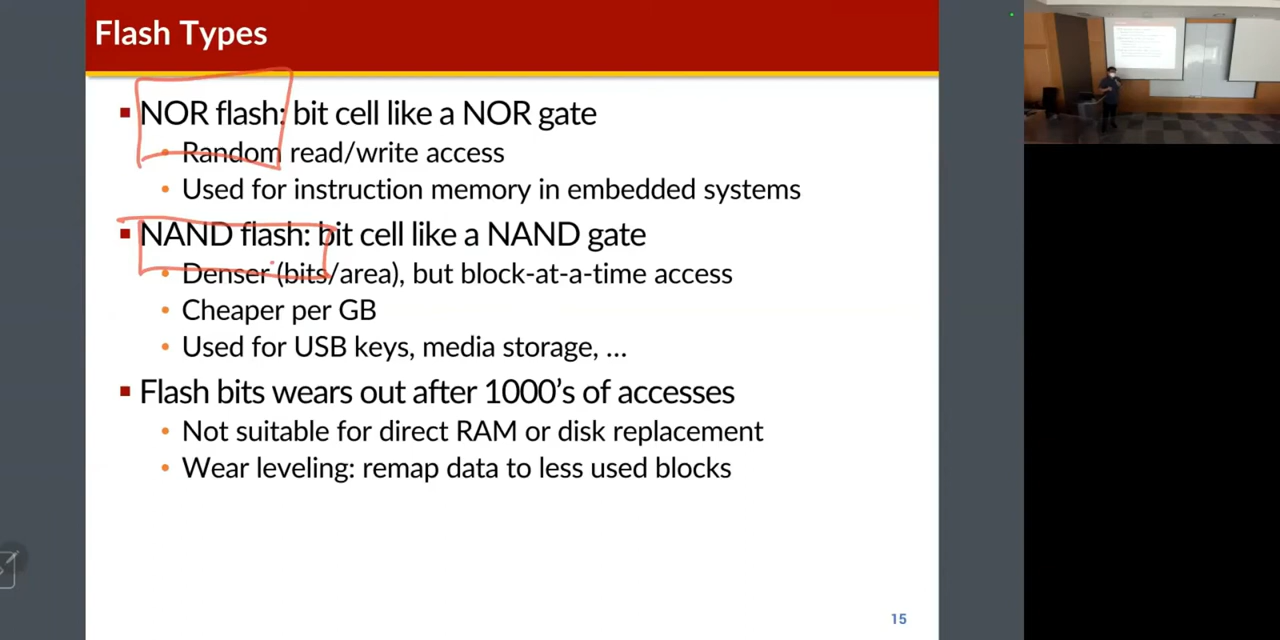 Flash Types
NOR flash: bit cell like a NOR gate
Random read/write access
Used for instruction memory in embedded systems
NAND flash: bit cell like a NAND gate
Denser (bits/area), but block-at-a-time access
Cheaper per GB
Used for USB keys, media storage, …
Flash bits wears out after 1000's of accesses
Not suitable for direct RAM or disk replacement
Wear leveling: remap data to less used blocks
15